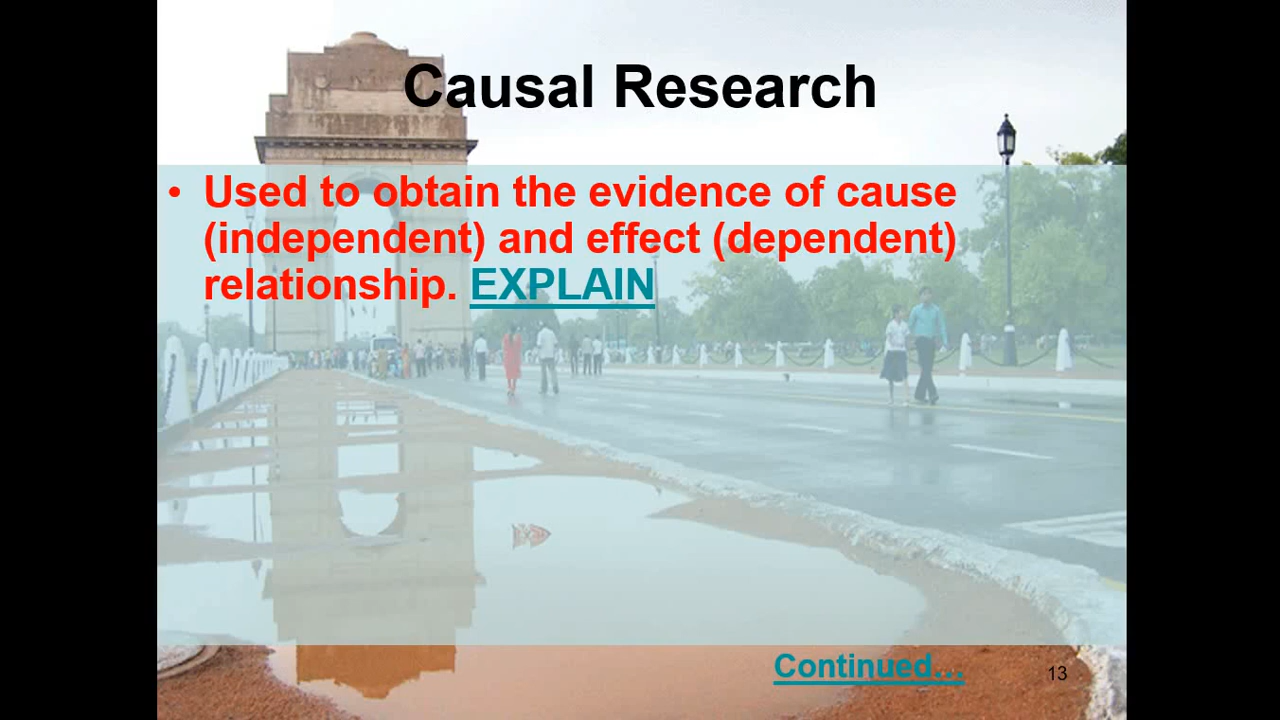 Causal Research
• Used to obtain the evidence of cause
(independent) and effect (dependent)
relationship. EXPLAIN
Continued…
13